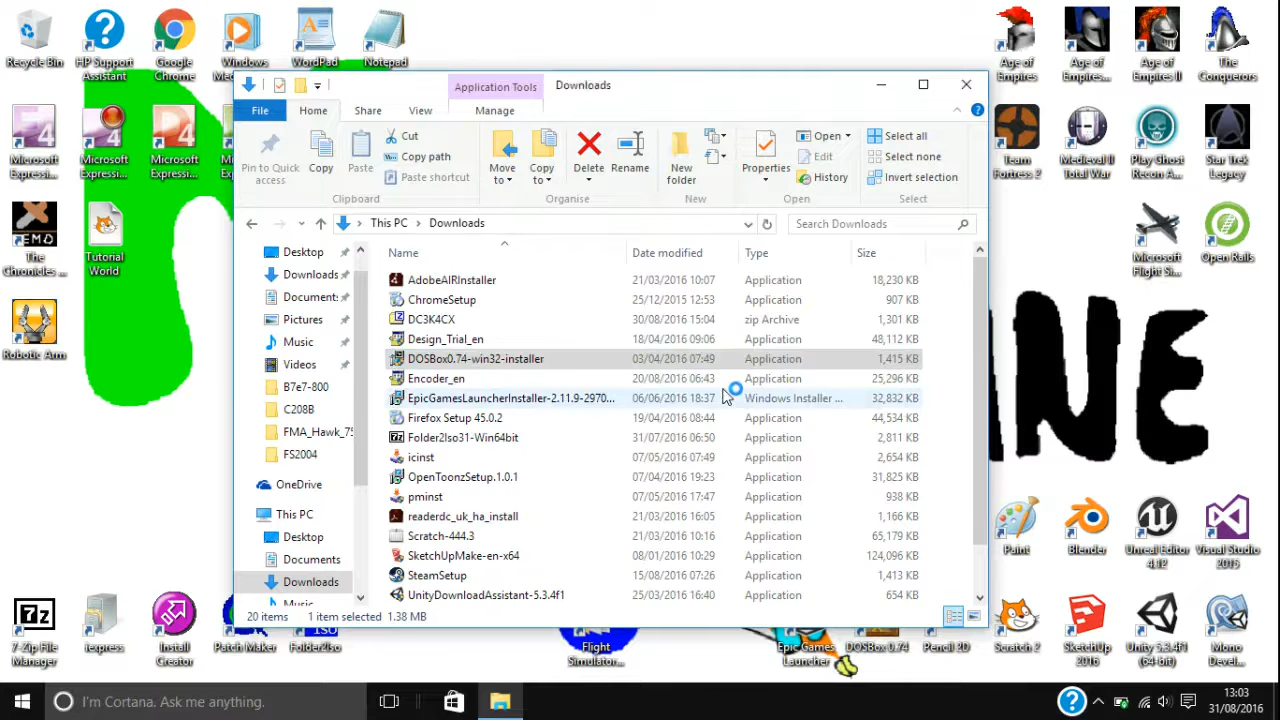 Recycle Bin
HP Support Assistant
Google Chrome
Windows
WordPad
Notepad
Age of Empires
Age of Empires...
Age of Empires II
The Conquerors
Microsoft Expressi...
Microsoft Expressi...
Microsoft Expressi...
Team Fortress 2
Medieval II Total War
Play Ghost Recon A...
Star Trek Legacy
The Chronicles ...
Tutorial World
Microsoft Flight Si...
Open Rails
Robotic Arm
ANE
Application Tools
Downloads
File
Home
Share
View
Manage
Pin to Quick access
Copy
Paste
Cut
Copy path
Paste shortcut
Clipboard
Move to
Copy to
Delete
Rename
Organise
New folder
New
Properties
Open
Edit
History
Open
Select all
Select none
Invert selection
Select
This PC
Downloads
Search Downloads
Desktop
Downloads
Documents
Pictures
Music
Videos
B7e7-800
C208B
FMA_Hawk_75
FS2004
OneDrive
This PC
Desktop
Documents
Downloads
Music
Name Date modified Type Size
AdobeAIRInstaller 21/03/2016 10:07 Application 18,230 KB
ChromeSetup 25/12/2015 12:53 Application 907 KB
DC3K4CX 30/08/2016 15:04 zip Archive 1,301 KB
Design_Trial_en 18/04/2016 09:06 Application 48,112 KB
DOSBox0.74-win32-installer 03/04/2016 07:49 Application 1,415 KB
Encoder_en 20/08/2016 06:43 Application 25,296 KB
EpicGamesLauncherInstaller-2.11.9-2970... 06/06/2016 18:37 Windows Installer ... 32,832 KB
Firefox Setup 45.0.2 19/04/2016 08:44 Application 44,534 KB
Folder2Iso31-Win64bit 31/07/2016 06:50 Application 2,811 KB
icinst 07/05/2016 07:49 Application 2,654 KB
OpenToonzSetup.1.0.1 07/04/2016 19:23 Application 31,825 KB
pminst 07/05/2016 17:47 Application 938 KB
readerdc_uk_ha_install 21/03/2016 16:05 Application 1,166 KB
Scratch-444.3 21/03/2016 10:16 Application 65,179 KB
SketchUpMake-en-x64 08/01/2016 10:29 Application 124,096 KB
SteamSetup 15/08/2016 07:26 Application 1,413 KB
UnityDownloadAssistant-5.3.4f1 25/03/2016 16:40 Application 654 KB
20 items 1 item selected 1.38 MB
Paint
Blender
Unreal Editor 4.12
Visual Studio 2015
7-Zip File Manager
iexpress
Install Creator
Patch Maker
Folder2Iso
Flight Simulator...
Epic Games Launcher
DOSBox 0.74
Pencil 2D
Scratch 2
SketchUp 2016
Unity 5.3.4f1 (64-bit)
Mono Devel...
I'm Cortana. Ask me anything.
13:03
31/08/2016